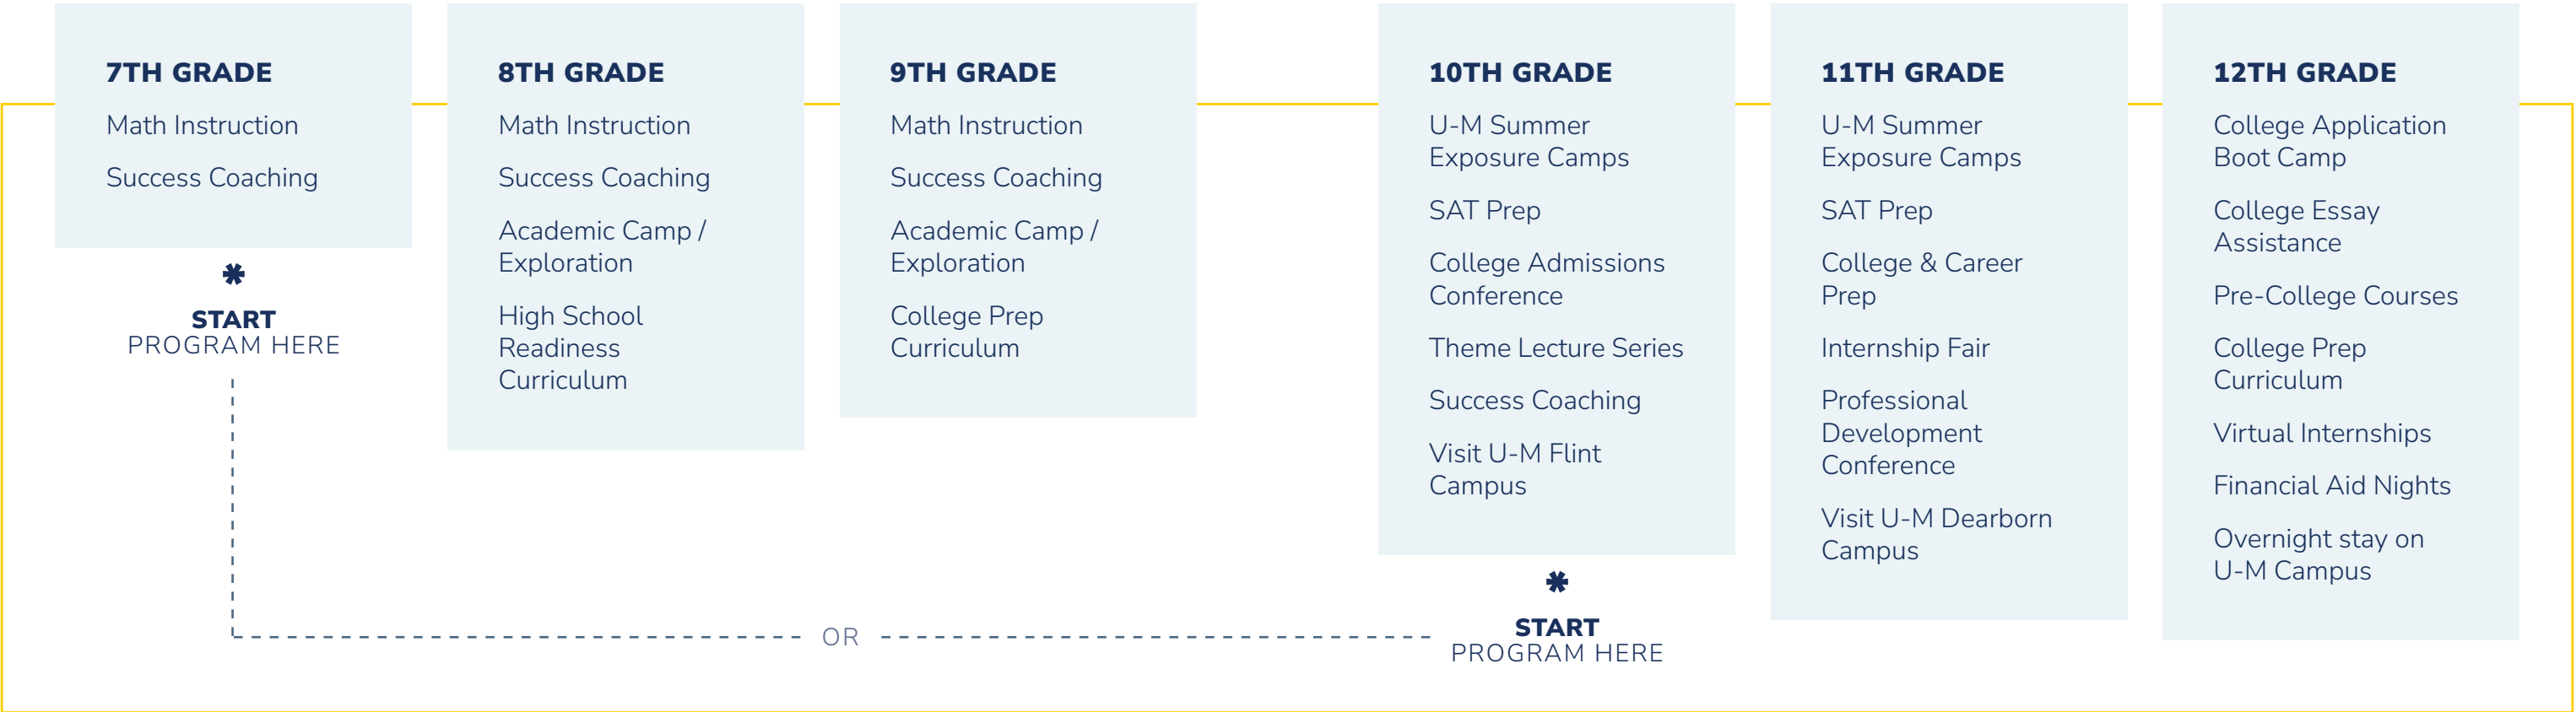 7TH GRADE
Math Instruction
Success Coaching
*
START
PROGRAM HERE
8TH GRADE
Math Instruction
Success Coaching
Academic Camp /
Exploration
High School
Readiness
Curriculum
9TH GRADE
Math Instruction
Success Coaching
Academic Camp /
Exploration
College Prep
Curriculum
OR
10TH GRADE
U-M Summer
Exposure Camps
SAT Prep
College Admissions
Conference
Theme Lecture Series
Success Coaching
Visit U-M Flint
Campus
*
START
PROGRAM HERE
11TH GRADE
U-M Summer
Exposure Camps
SAT Prep
College & Career
Prep
Internship Fair
Professional
Development
Conference
Visit U-M Dearborn
Campus
12TH GRADE
College Application
Boot Camp
College Essay
Assistance
Pre-College Courses
College Prep
Curriculum
Virtual Internships
Financial Aid Nights
Overnight stay on
U-M Campus